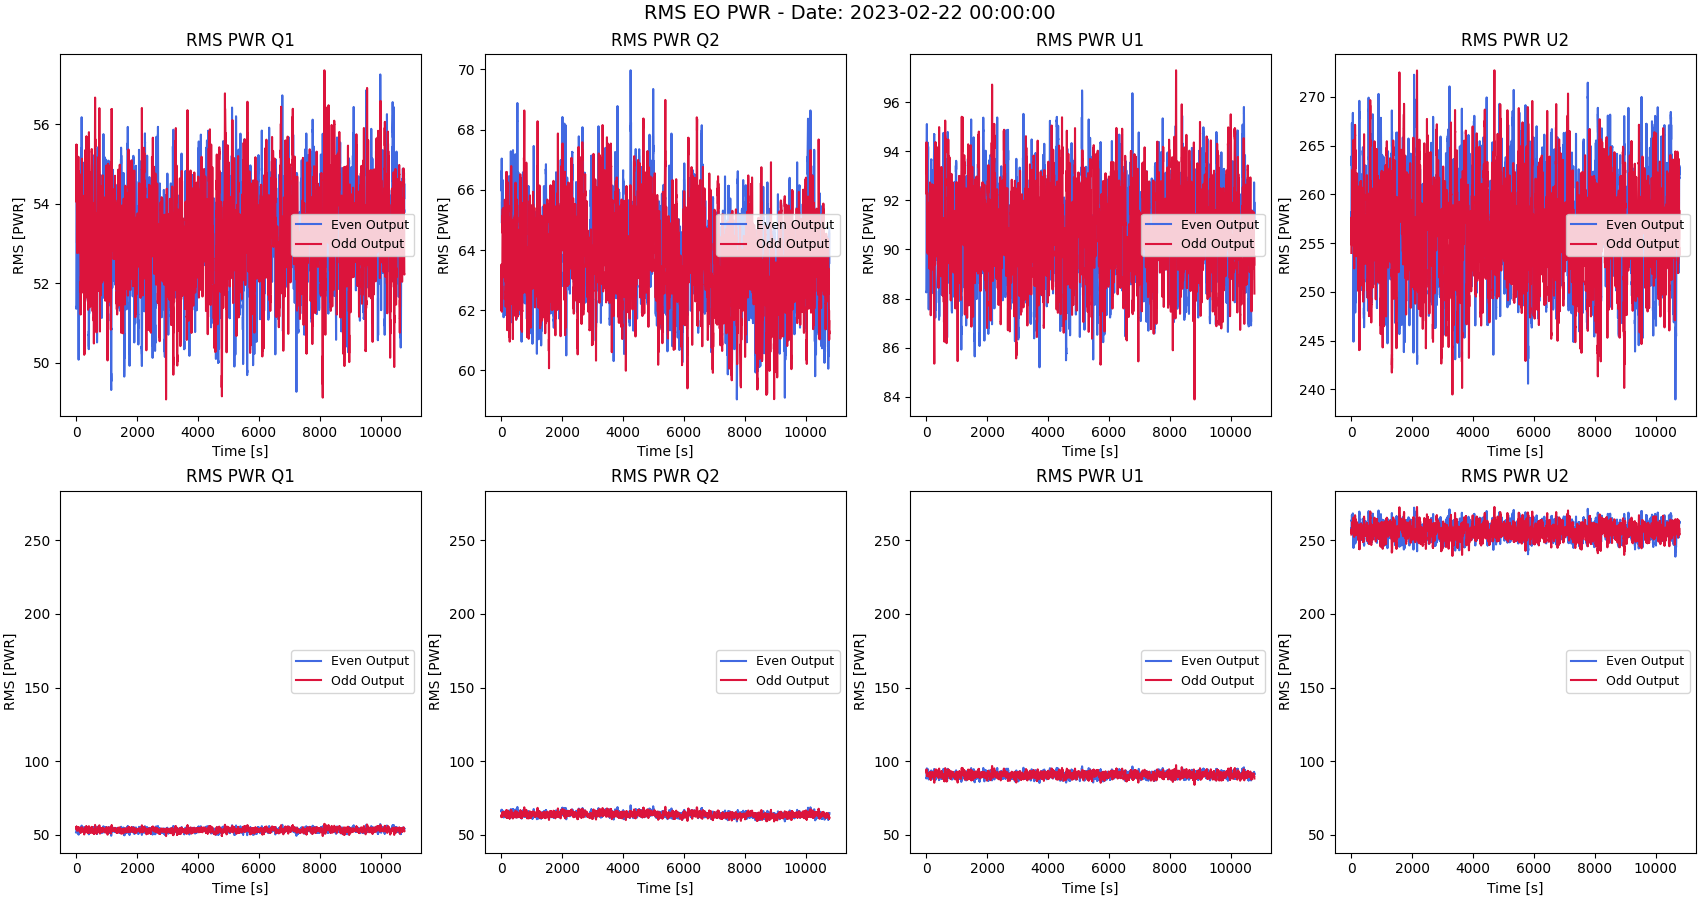 RMS EO PWR - Date: 2023-02-22 00:00:00
RMS PWR Q1
RMS [PWR]
56
54
52
50
Even Output
Odd Output
0 2000 4000 6000 8000 10000
Time [s]
RMS PWR Q2
RMS [PWR]
70
68
66
64
62
60
Even Output
Odd Output
0 2000 4000 6000 8000 10000
Time [s]
RMS PWR U1
RMS [PWR]
96
94
92
90
88
86
84
Even Output
Odd Output
0 2000 4000 6000 8000 10000
Time [s]
RMS PWR U2
RMS [PWR]
270
265
260
255
250
245
240
Even Output
Odd Output
0 2000 4000 6000 8000 10000
Time [s]
RMS PWR Q1
RMS [PWR]
250
200
150
100
50
Even Output
Odd Output
0 2000 4000 6000 8000 10000
Time [s]
RMS PWR Q2
RMS [PWR]
250
200
150
100
50
Even Output
Odd Output
0 2000 4000 6000 8000 10000
Time [s]
RMS PWR U1
RMS [PWR]
250
200
150
100
50
Even Output
Odd Output
0 2000 4000 6000 8000 10000
Time [s]
RMS PWR U2
RMS [PWR]
250
200
150
100
50
Even Output
Odd Output
0 2000 4000 6000 8000 10000
Time [s]